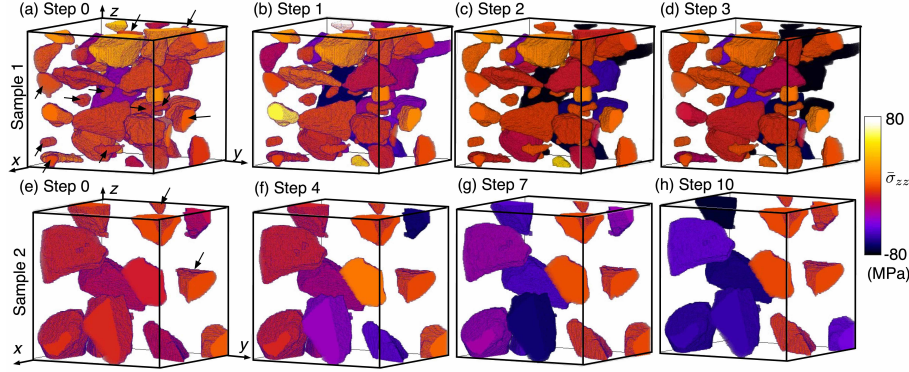 (a) Step 0
(b) Step 1
(c) Step 2
(d) Step 3
z
Sample 1
x
y
80
σ̄zz
-80
(MPa)
(e) Step 0
(f) Step 4
(g) Step 7
(h) Step 10
z
Sample 2
x
y